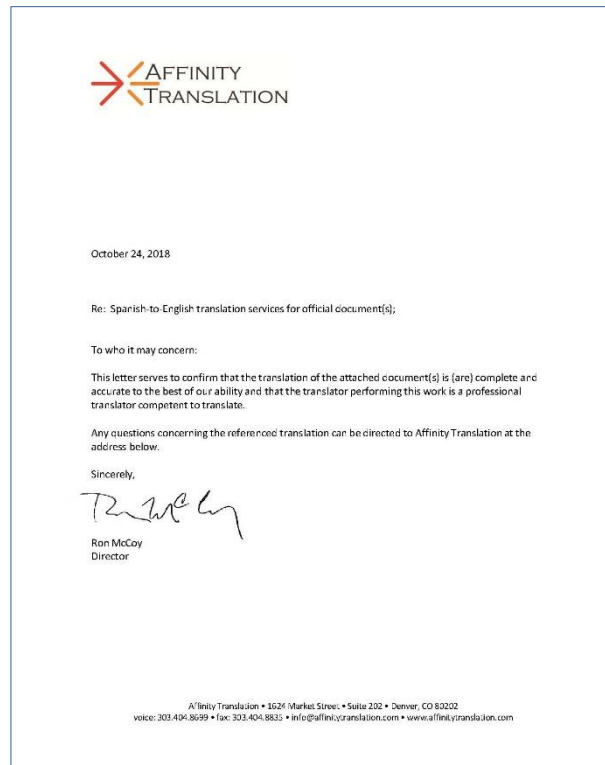 AFFINITY
TRANSLATION
October 24, 2018
Re: Spanish-to-English translation services for official document(s);
To who it may concern:
This letter serves to confirm that the translation of the attached document(s) is (are) complete and
accurate to the best of our ability and that the translator performing this work is a professional
translator competent to translate.
Any questions concerning the referenced translation can be directed to Affinity Translation at the
address below.
Sincerely,
Ron McCoy
Ron McCoy
Director
Affinity Translation • 1624 Market Street • Suite 202 • Denver, CO 80202
voice: 303.404.8699 • fax: 303.404.8835 • info@affinitytranslation.com • www.affinitytranslation.com